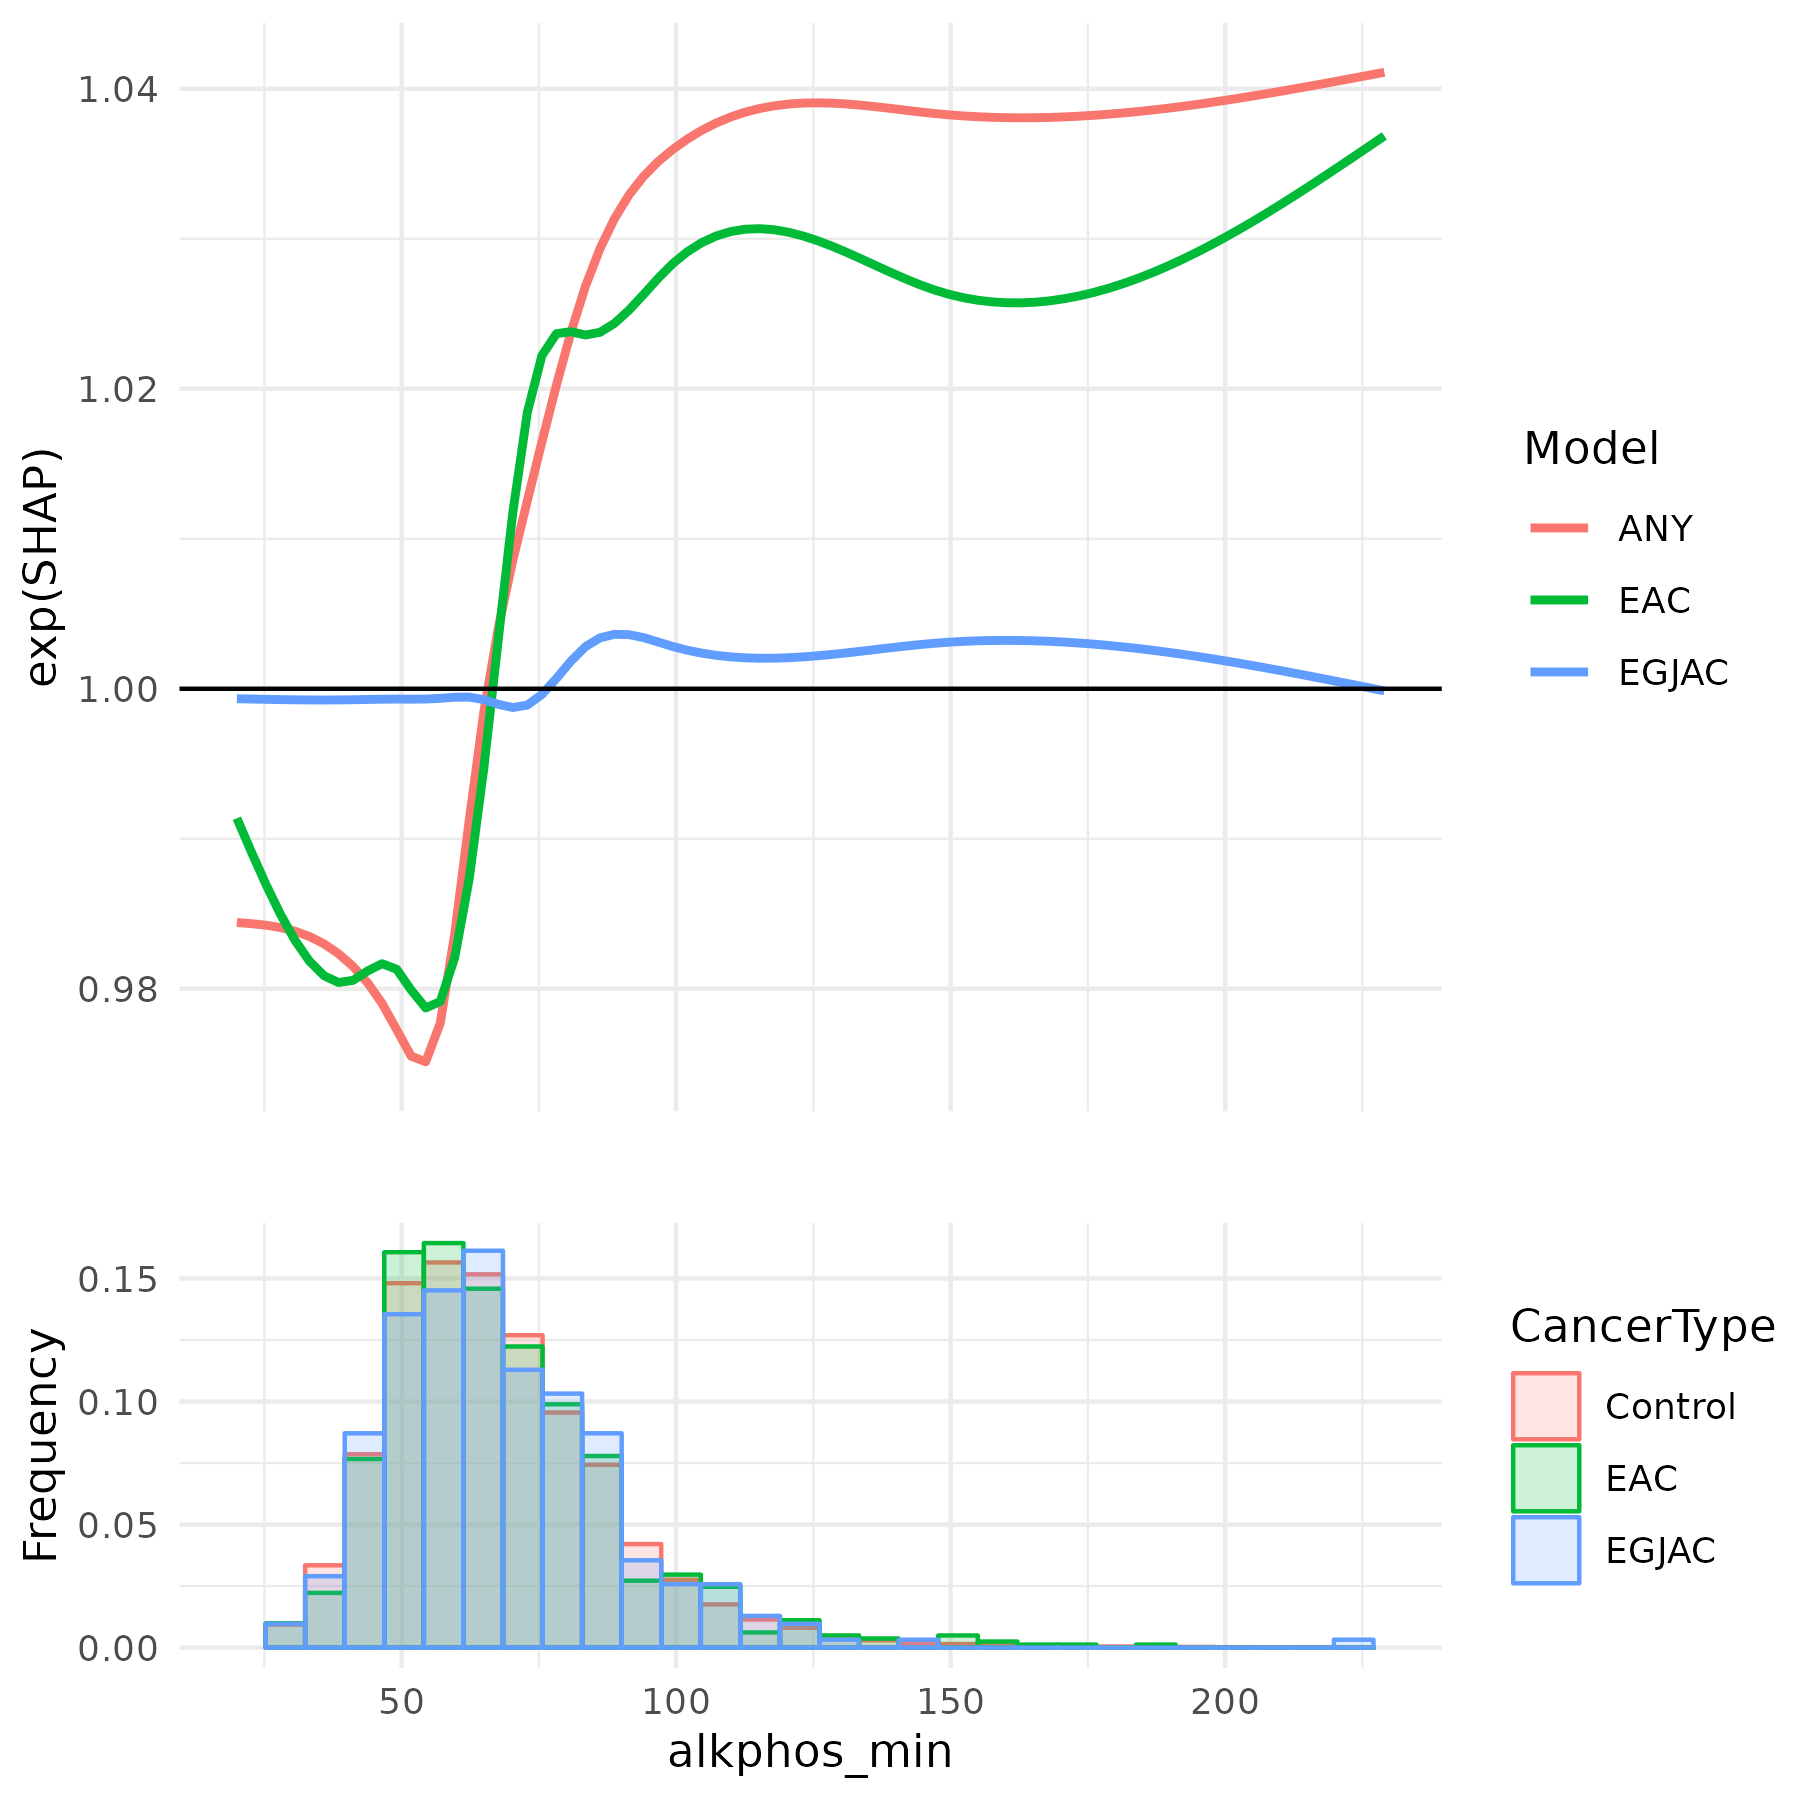 1.04
1.02
1.00
0.98
exp(SHAP)
Model
ANY
EAC
EGJAC
0.15
0.10
0.05
0.00
Frequency
50 100 150 200
alkphos_min
CancerType
Control
EAC
EGJAC